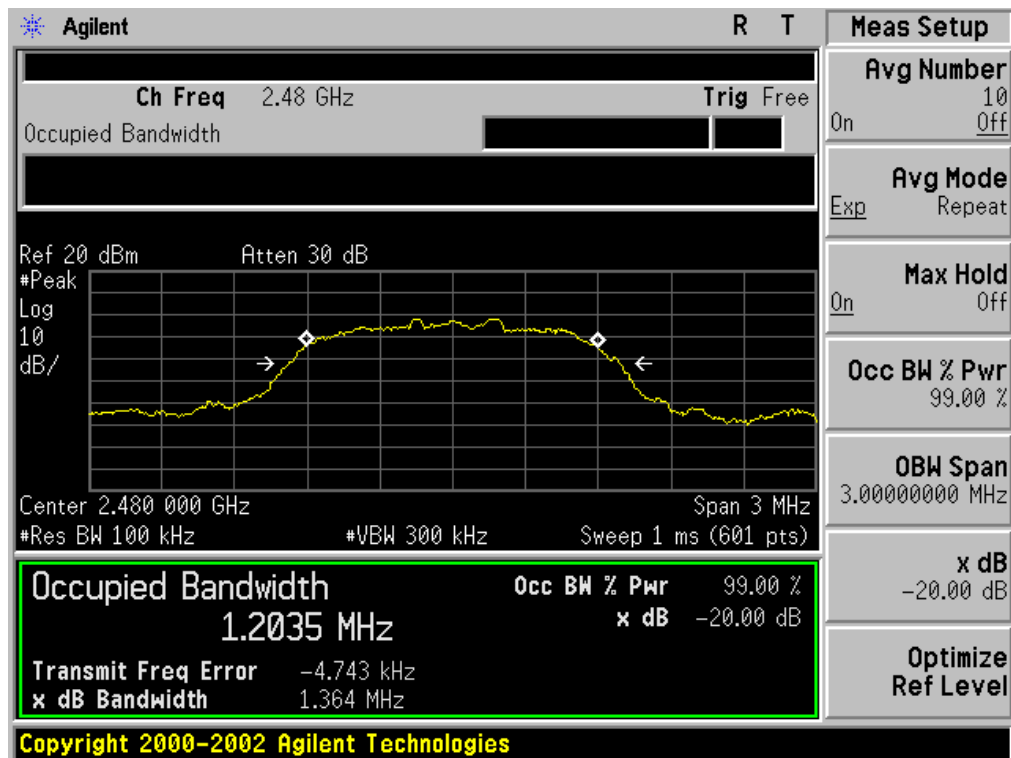 Agilent R T
Ch Freq 2.48 GHz Trig Free
Occupied Bandwidth
Ref 20 dBm Atten 30 dB
#Peak
Log
10
dB/
Center 2.480 000 GHz Span 3 MHz
#Res BW 100 kHz #VBW 300 kHz Sweep 1 ms (601 pts)
Occupied Bandwidth Occ BW % Pwr 99.00 %
1.2035 MHz x dB -20.00 dB
Transmit Freq Error -4.743 kHz
x dB Bandwidth 1.364 MHz
Copyright 2000-2002 Agilent Technologies
Meas Setup
Avg Number
10
On Off
Avg Mode
Exp Repeat
Max Hold
On Off
Occ BW % Pwr
99.00 %
OBW Span
3.00000000 MHz
x dB
-20.00 dB
Optimize
Ref Level